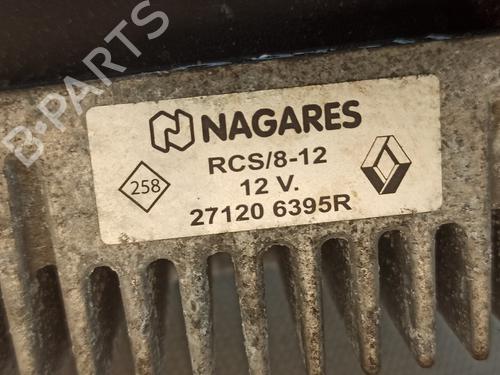 B-PARTS
NAGARES
RCS/8-12
258
12 V.
27120 6395R